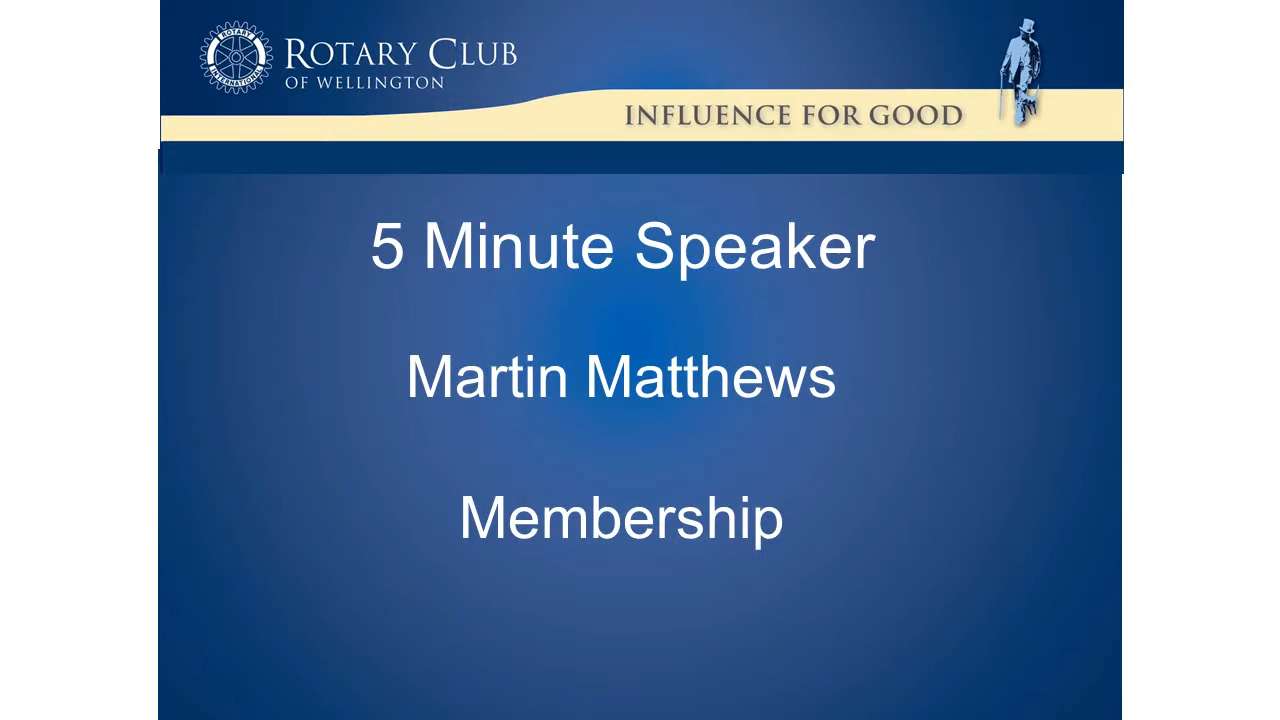 ROTARY
INTERNATIONAL
ROTARY CLUB
OF WELLINGTON
INFLUENCE FOR GOOD
5 Minute Speaker
Martin Matthews
Membership